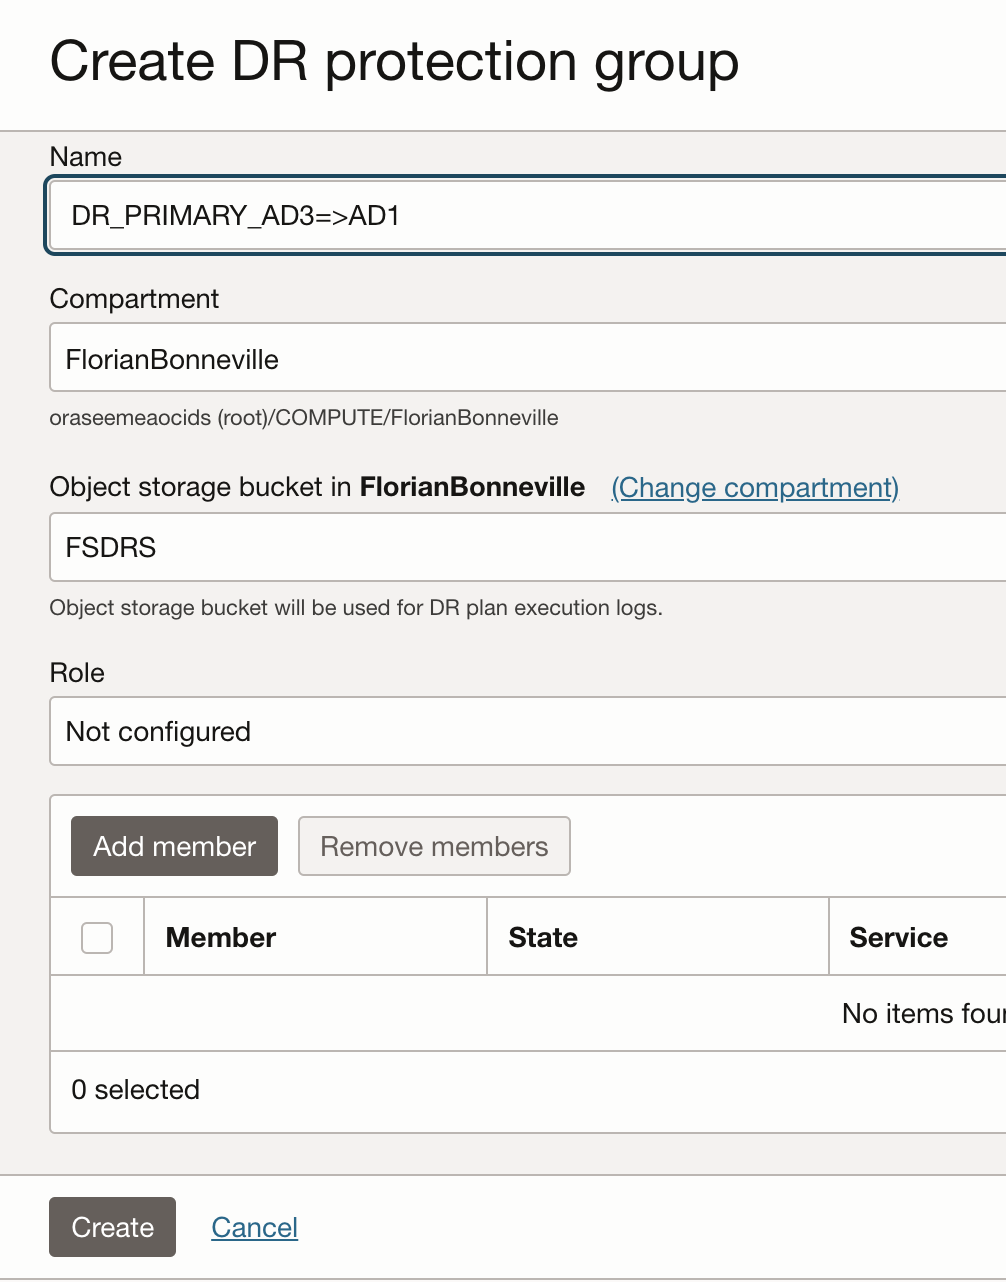 Create DR protection group
Name
DR_PRIMARY_AD3=>AD1
Compartment
FlorianBonneville
oraseemeaocids (root)/COMPUTE/FlorianBonneville
Object storage bucket in FlorianBonneville (Change compartment)
FSDRS
Object storage bucket will be used for DR plan execution logs.
Role
Not configured
Add member Remove members
Member State Service
No items
0 selected
Create Cancel